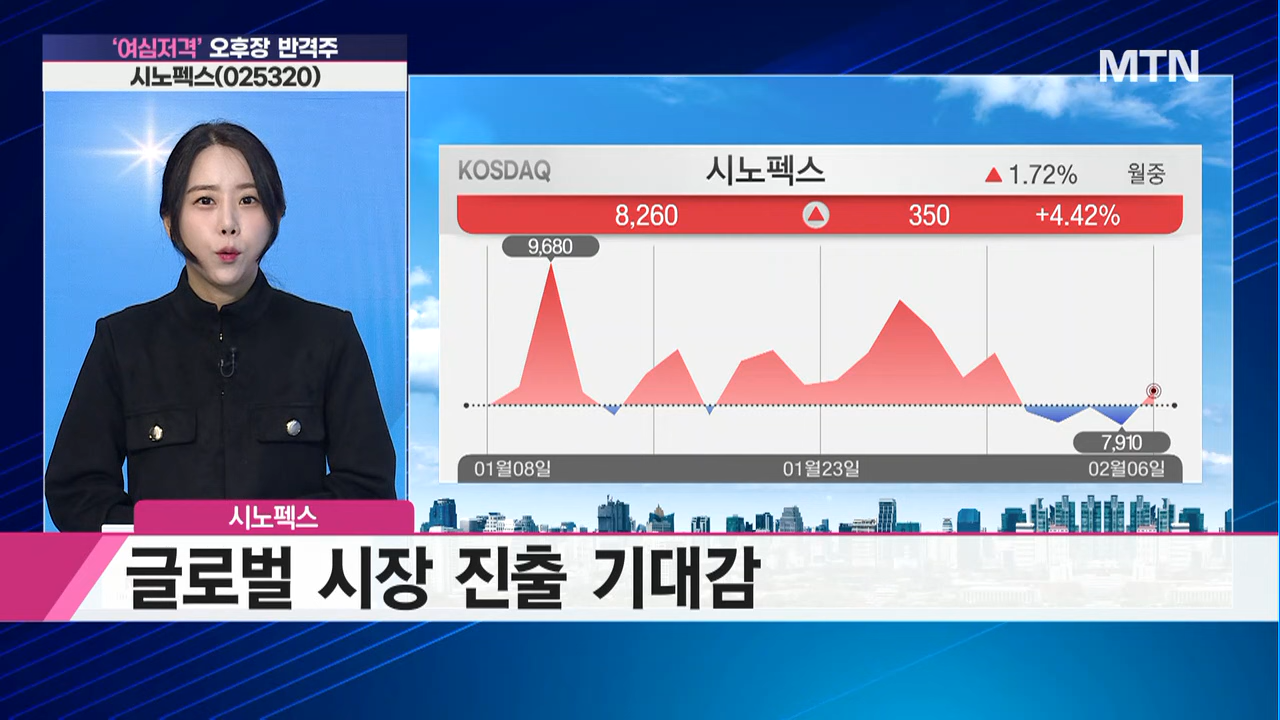 ‘여심저격’ 오후장 반격주
시노펙스(025320)
MTN
KOSDAQ 시노펙스 ▲ 1.72% 월중
8,260 ▲ 350 +4.42%
9,680
7,910
01월08일 01월23일 02월06일
시노펙스
글로벌 시장 진출 기대감